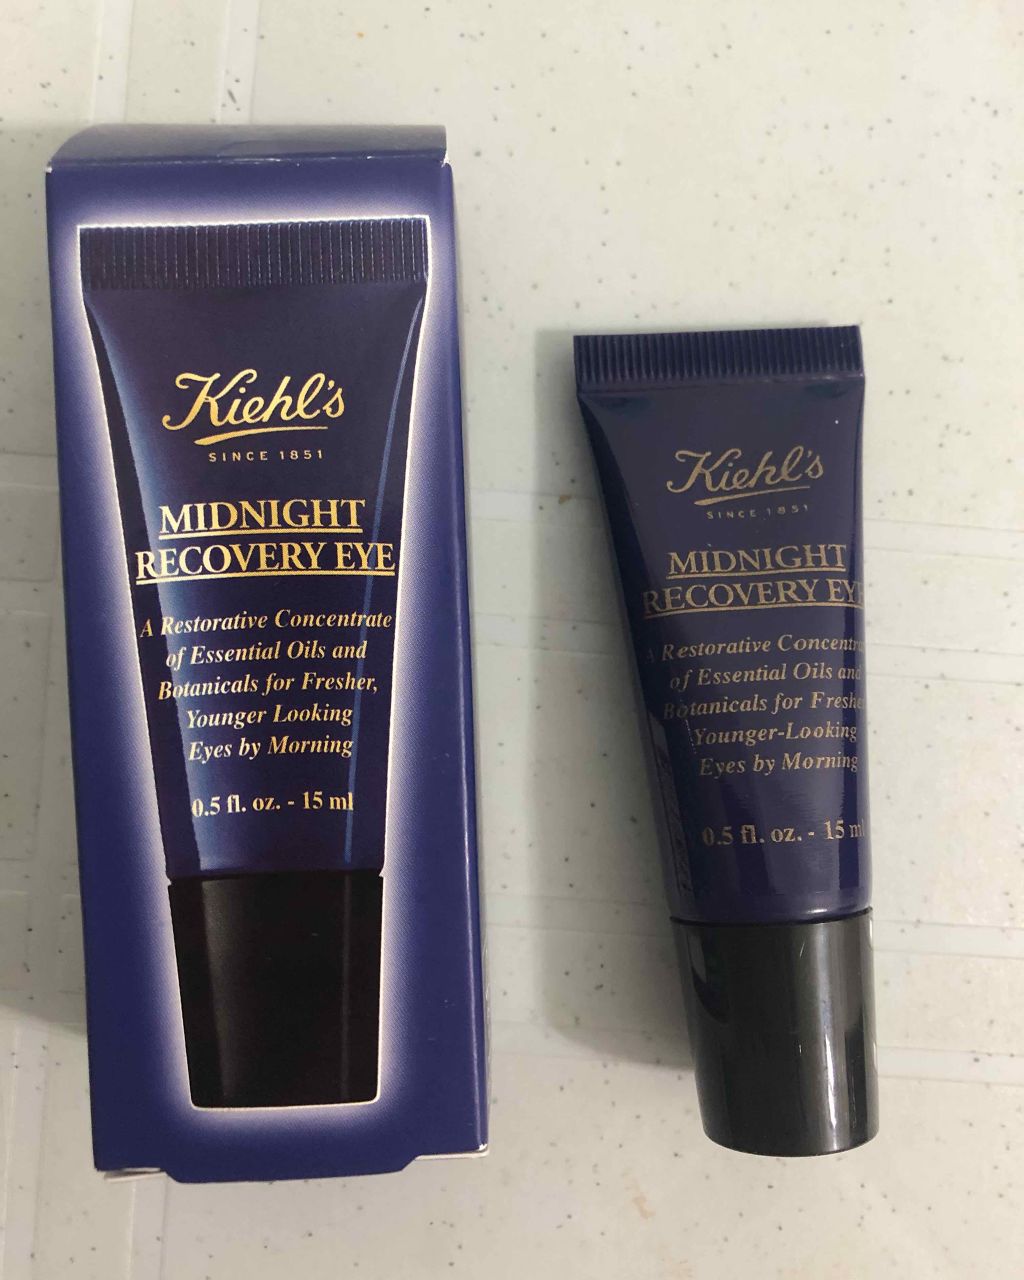 Kiehl's
SINCE 1851
MIDNIGHT
RECOVERY EYE
A Restorative Concentrate
of Essential Oils and
Botanicals for Fresher,
Younger Looking
Eyes by Morning
0.5 fl. oz. - 15 ml
Kiehl's
SINCE 1851
MIDNIGHT
RECOVERY EYE
A Restorative
of Essential Oils and
Botanicals for
Younger-Looking
Eyes by Morning
0.5 fl. oz. - 15 ml